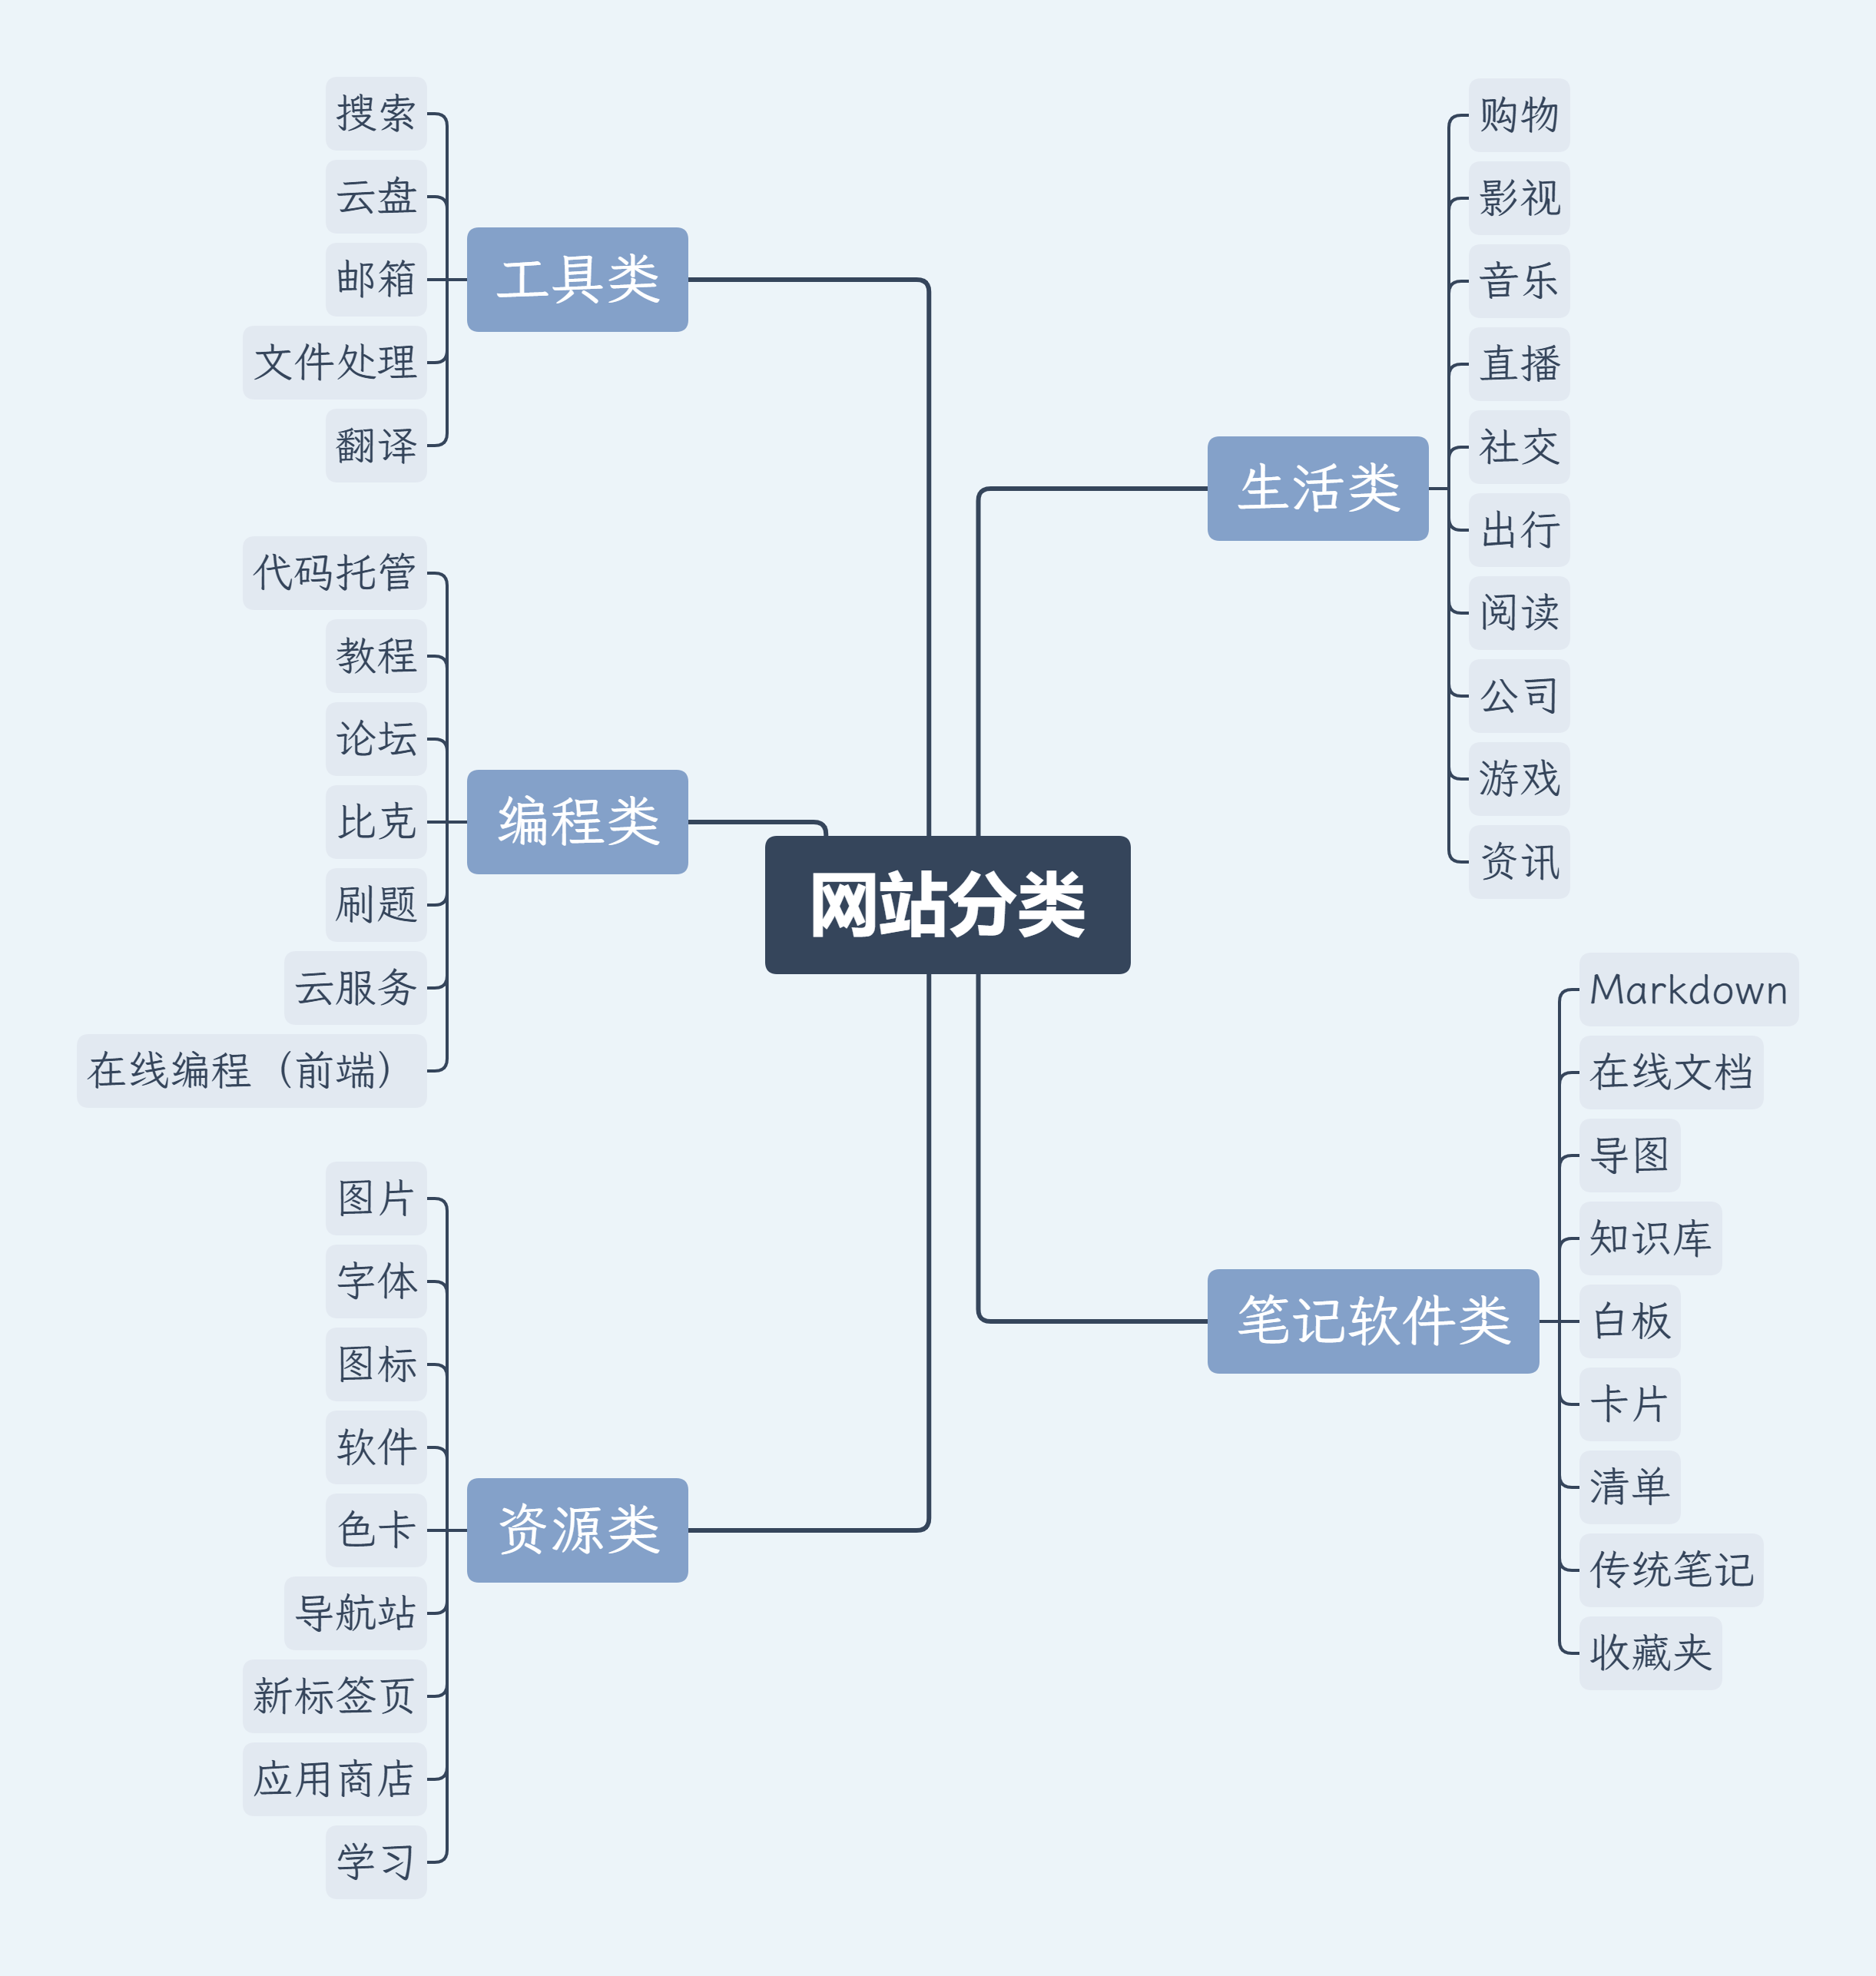 网站分类
工具类
搜索
云盘
邮箱
文件处理
翻译
编程类
代码托管
教程
论坛
比克
刷题
云服务
在线编程（前端）
资源类
图片
字体
图标
软件
色卡
导航站
新标签页
应用商店
学习
生活类
购物
影视
音乐
直播
社交
出行
阅读
公司
游戏
资讯
笔记软件类
Markdown
在线文档
导图
知识库
白板
卡片
清单
传统笔记
收藏夹